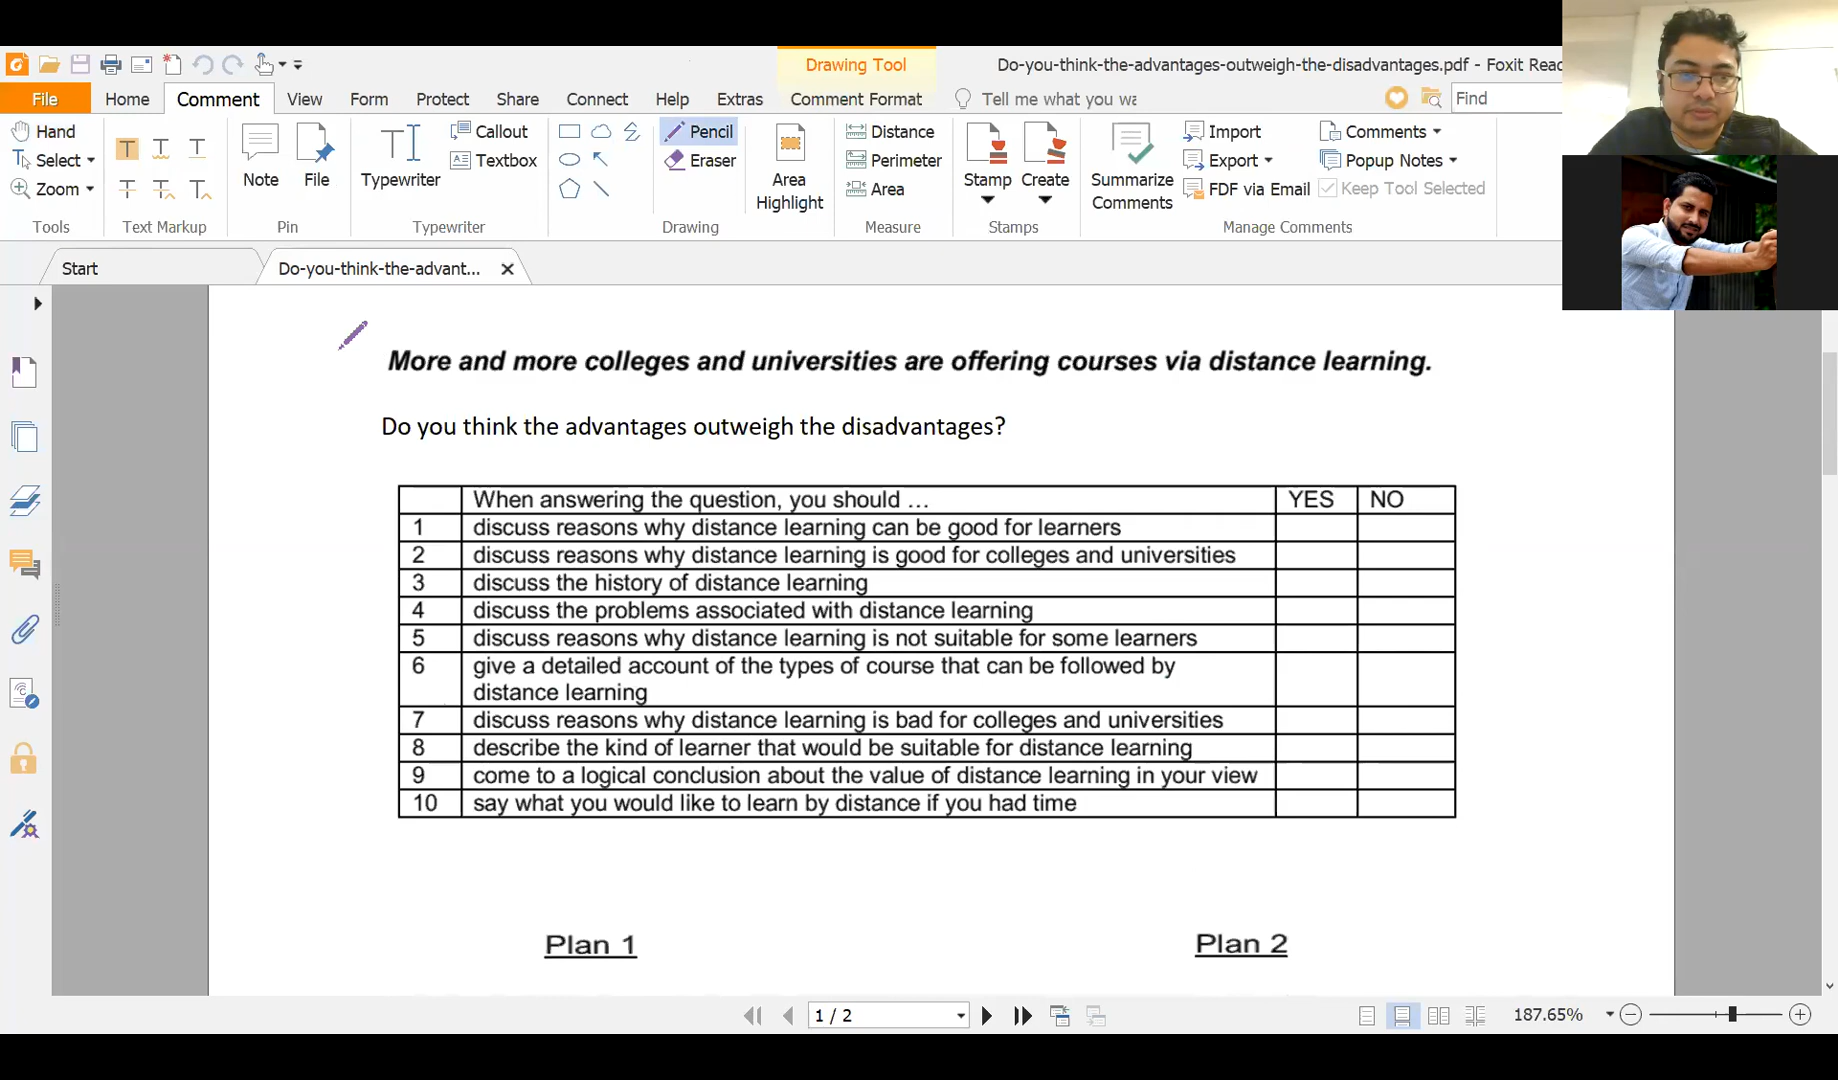 Drawing Tool
Do-you-think-the-advantages-outweigh-the-disadvantages.pdf - Foxit Rea
File
Home
Comment
View
Form
Protect
Share
Connect
Help
Extras
Comment Format
Tell me what you wa
Find
Hand
Select
Zoom
Tools
Text Markup
Note
File
Pin
Typewriter
Callout
Textbox
Typewriter
Pencil
Eraser
Drawing
Area
Highlight
Distance
Perimeter
Area
Measure
Stamp
Create
Stamps
Summarize
Comments
Import
Export
FDF via Email
Comments
Popup Notes
Keep Tool Selected
Manage Comments
Start
Do-you-think-the-advant...
More and more colleges and universities are offering courses via distance learning.
Do you think the advantages outweigh the disadvantages?
When answering the question, you should … YES NO
1 discuss reasons why distance learning can be good for learners
2 discuss reasons why distance learning is good for colleges and universities
3 discuss the history of distance learning
4 discuss the problems associated with distance learning
5 discuss reasons why distance learning is not suitable for some learners
6 give a detailed account of the types of course that can be followed by
distance learning
7 discuss reasons why distance learning is bad for colleges and universities
8 describe the kind of learner that would be suitable for distance learning
9 come to a logical conclusion about the value of distance learning in your view
10 say what you would like to learn by distance if you had time
Plan 1
Plan 2
1 / 2
187.65%